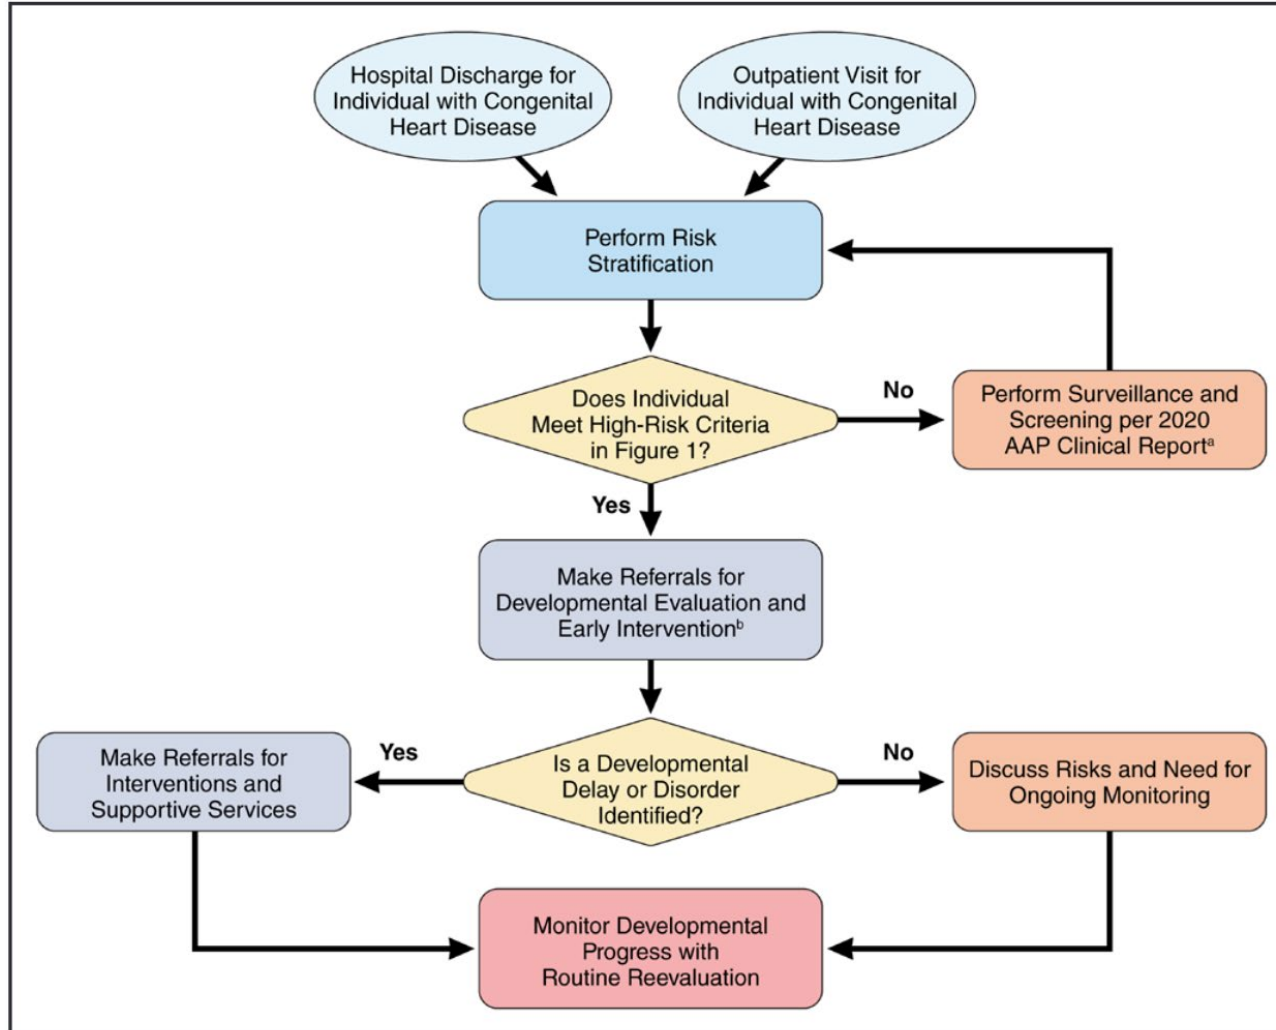 Hospital Discharge for
Individual with Congenital
Heart Disease
Outpatient Visit for
Individual with Congenital
Heart Disease
Perform Risk
Stratification
Does Individual
Meet High-Risk Criteria
in Figure 1?
No
Perform Surveillance and
Screening per 2020
AAP Clinical Reportᵃ
Yes
Make Referrals for
Developmental Evaluation and
Early Interventionᵇ
Make Referrals for
Interventions and
Supportive Services
Yes
Is a Developmental
Delay or Disorder
Identified?
No
Discuss Risks and Need for
Ongoing Monitoring
Monitor Developmental
Progress with
Routine Reevaluation